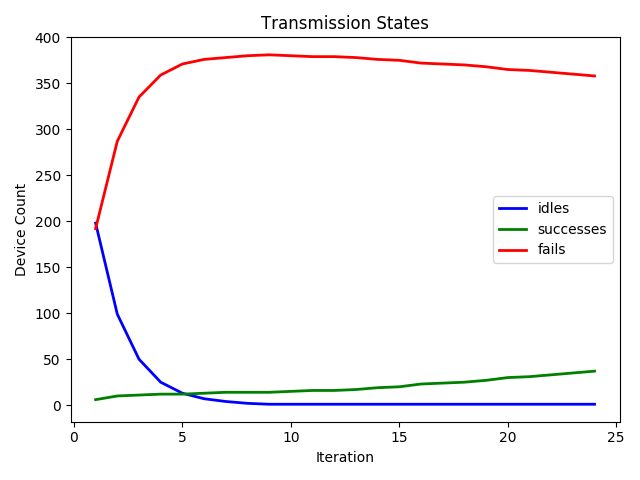 Transmission States
Device Count
400
350
300
250
200
150
100
50
0
idles
successes
fails
0 5 10 15 20 25
Iteration